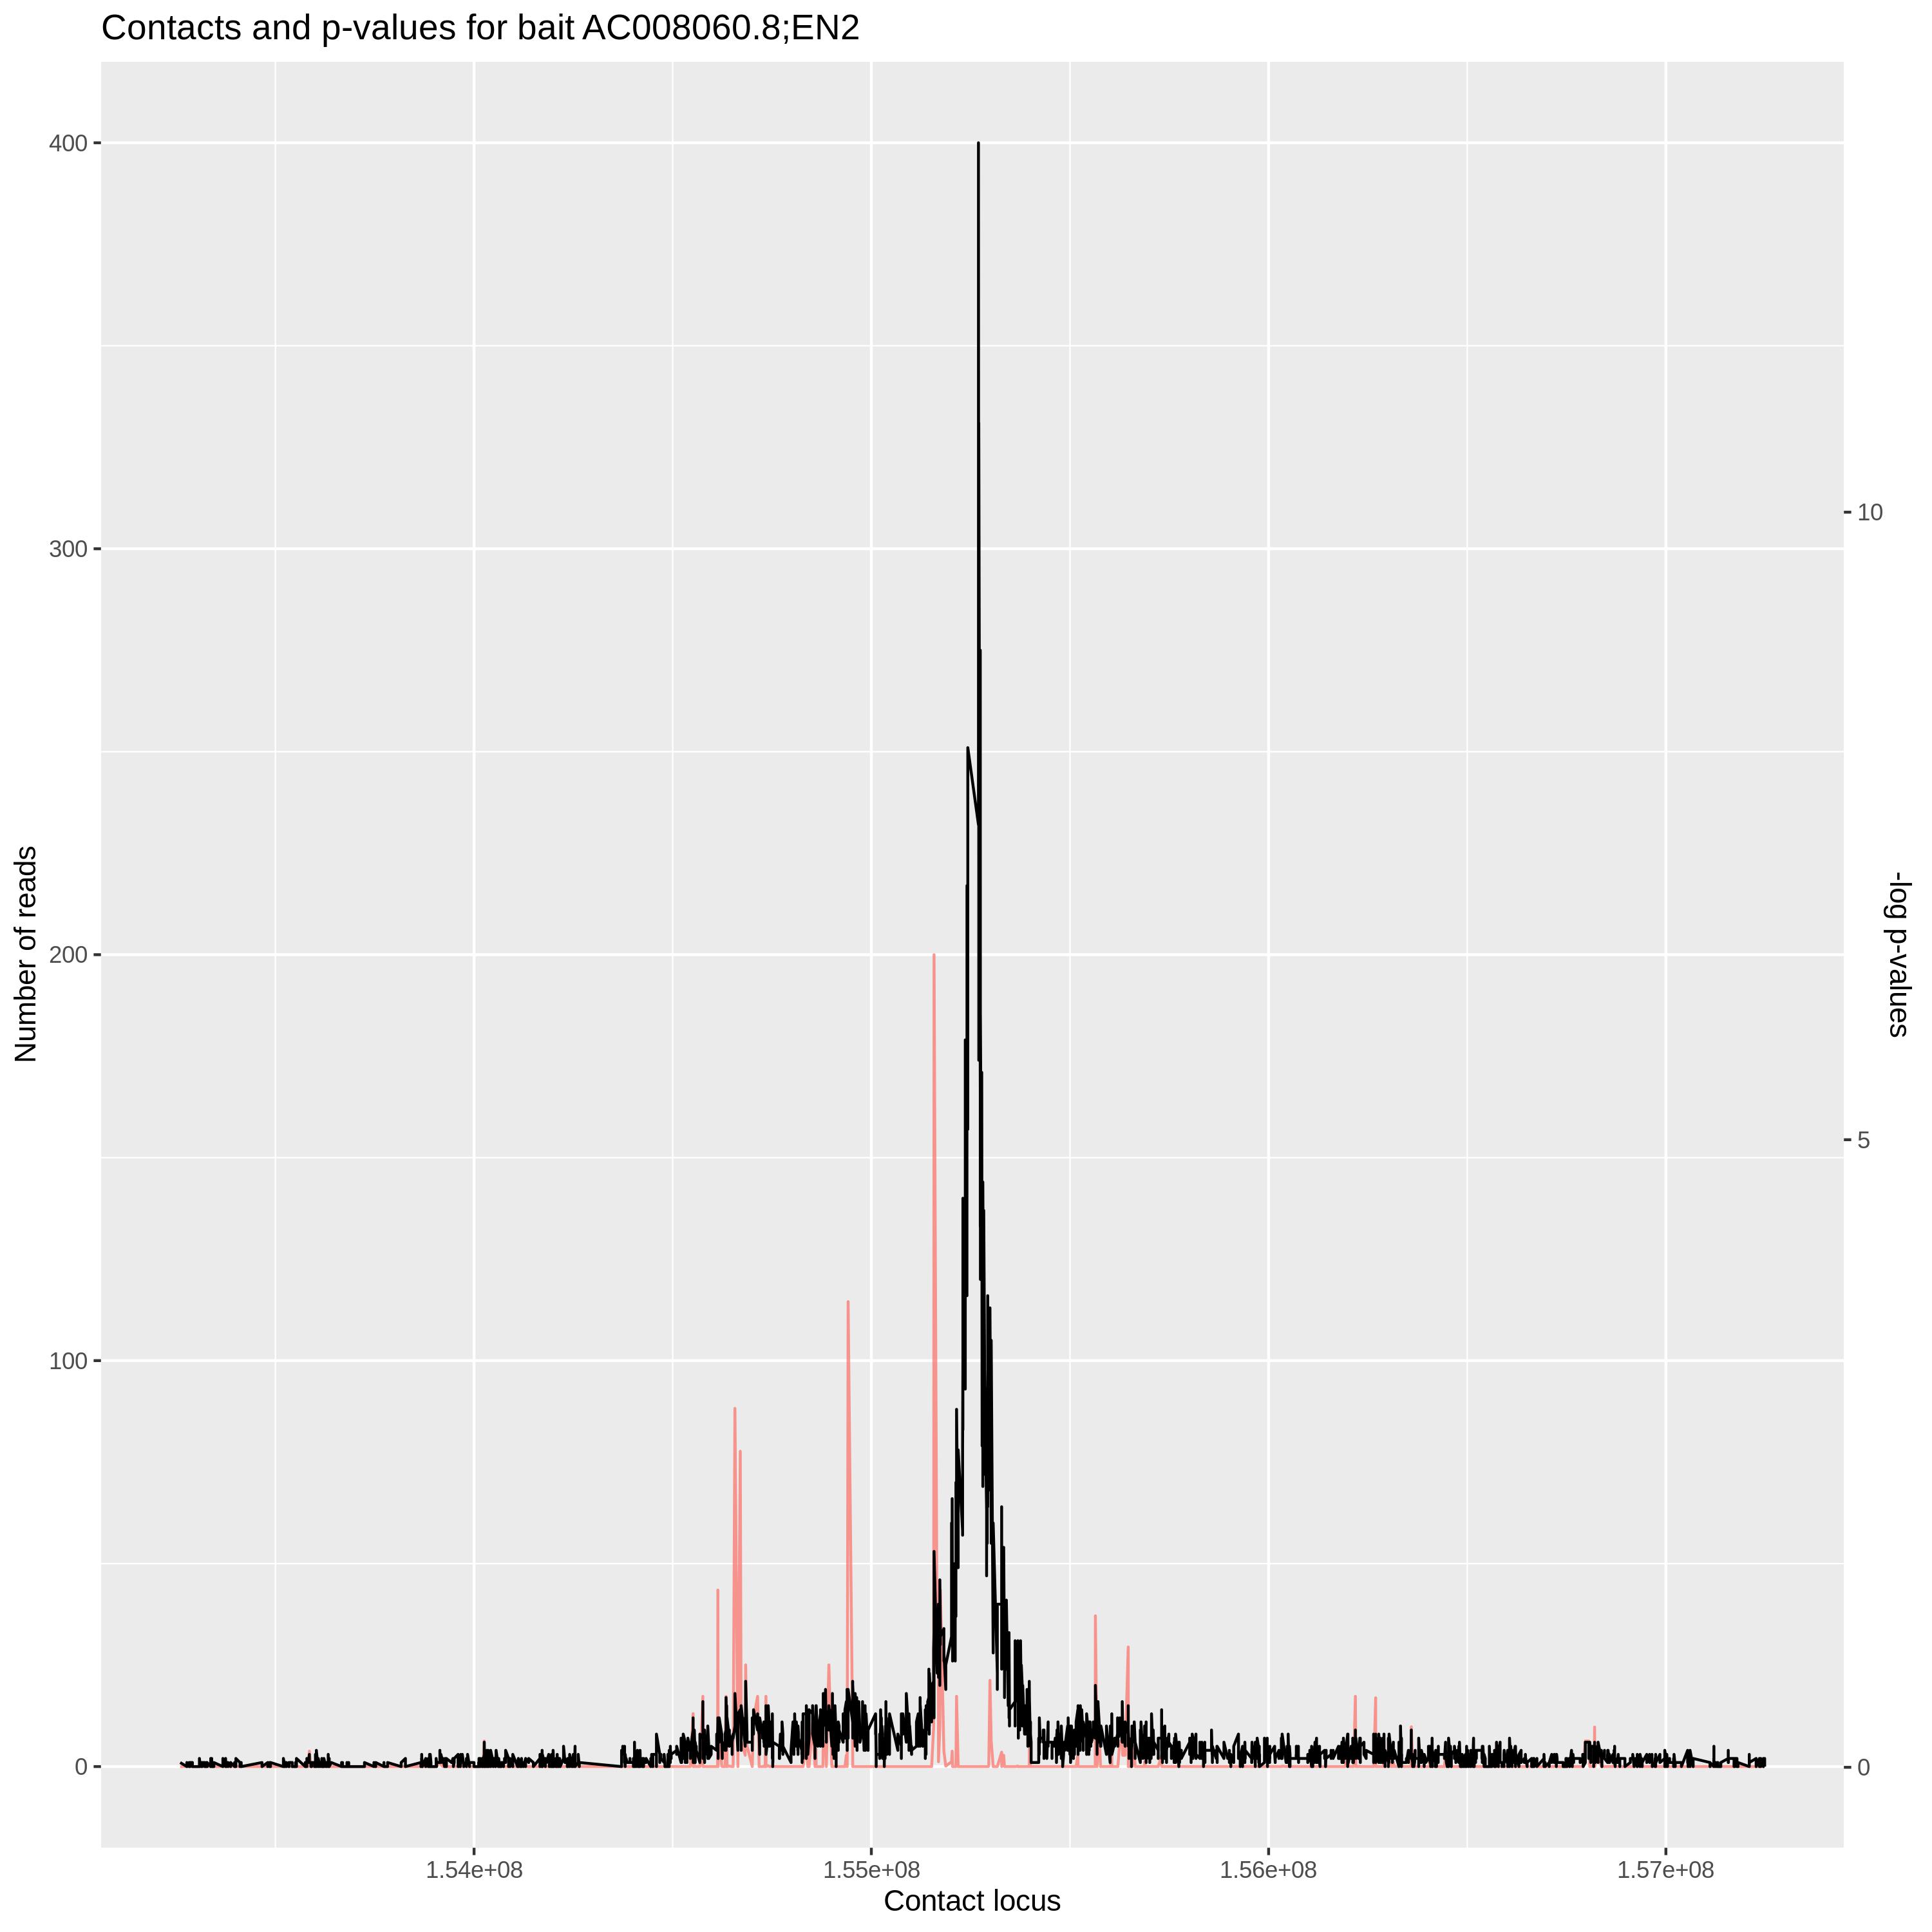 Contacts and p-values for bait AC008060.8;EN2
400
300
200
100
0
Number of reads
10
5
0
-log p-values
1.54e+08
1.55e+08
1.56e+08
1.57e+08
Contact locus